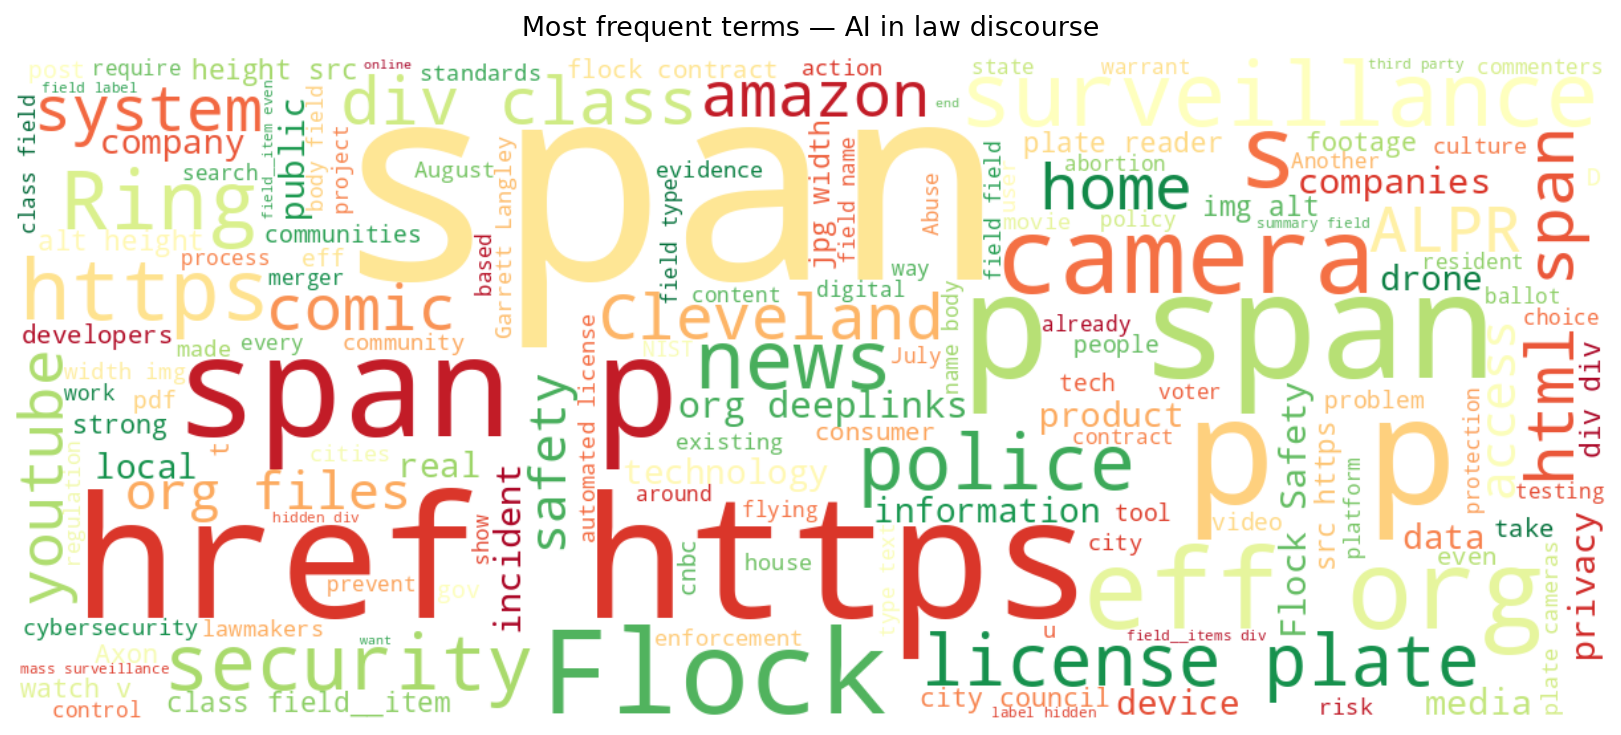 Most frequent terms — AI in law discourse
post
require
height src
online
standards
flock contract
action
state
warrant
third party
commenters
field label
system
div class
amazon
end
surveillance
class field
company
field__item even
public
body field
project
span
August
Garrett Langley
evidence
jpg width
field name
Abuse
field field
plate reader
abortion
s
footage
Another
culture
span
search
Ring
home
user
companies
D
communities
field type
movie
policy
img alt
summary field
ALPR
alt height
process
eff
based
merger
way
camera
resident
drone
https
comic
content
digital
ballot
Cleveland
name body
p span
developers
made
every
community
automated license
NIST
news
July
already
people
choice
access
html
div div
youtube
width img
work
pdf
strong
span p
safety
org deeplinks
tech
voter
product
contract
problem
existing
consumer
Flock Safety
p p
protection
t
cities
local
real
regulation
technology
police
org files
incident
around
flying
information
tool
testing
src https
platform
video
hidden div
href https
show
type text
city
data
take
privacy
prevent
gov
cnbc
house
eff org
even
plate cameras
cybersecurity
lawmakers
want
enforcement
u
field__items div
Axon
mass surveillance
security
Flock
license plate
watch v
control
class field__item
city council
label hidden
device
risk
media